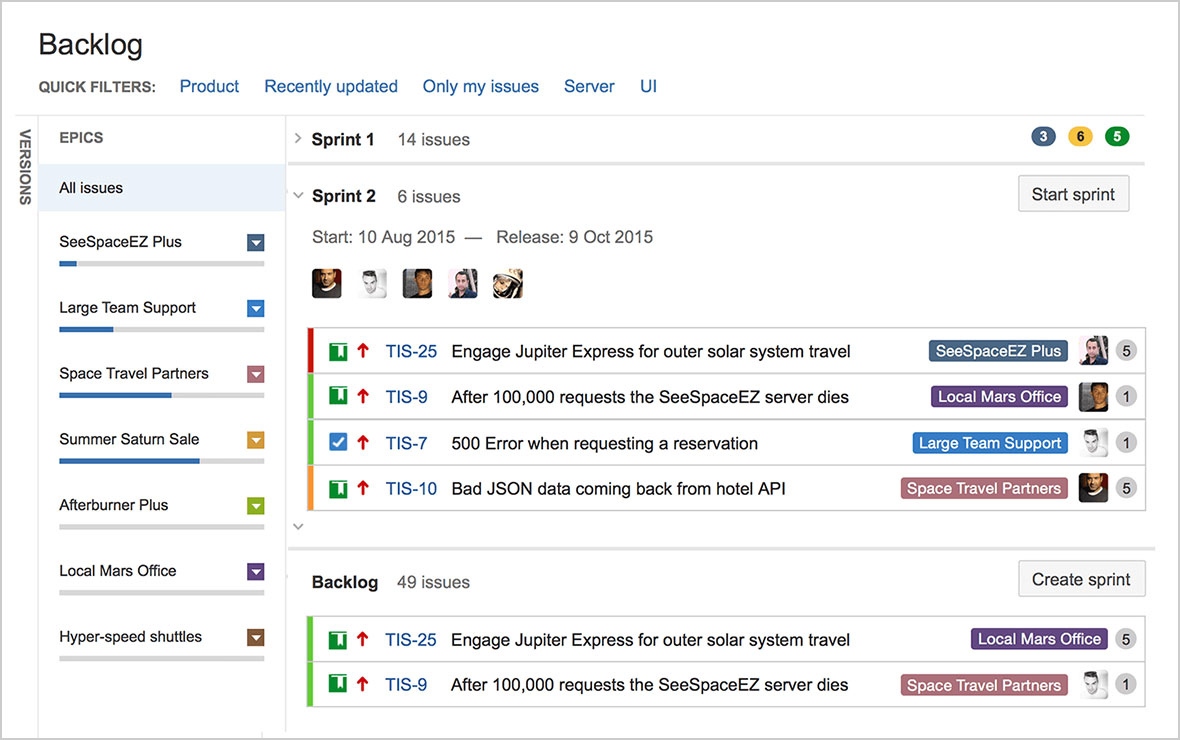 Backlog
QUICK FILTERS: Product Recently updated Only my issues Server UI
VERSIONS
EPICS
All issues
SeeSpaceEZ Plus
Large Team Support
Space Travel Partners
Summer Saturn Sale
Afterburner Plus
Local Mars Office
Hyper-speed shuttles
Sprint 1 14 issues 3 6 5
Sprint 2 6 issues Start sprint
Start: 10 Aug 2015 — Release: 9 Oct 2015
TIS-25 Engage Jupiter Express for outer solar system travel SeeSpaceEZ Plus 5
TIS-9 After 100,000 requests the SeeSpaceEZ server dies Local Mars Office 1
TIS-7 500 Error when requesting a reservation Large Team Support 1
TIS-10 Bad JSON data coming back from hotel API Space Travel Partners 5
Backlog 49 issues Create sprint
TIS-25 Engage Jupiter Express for outer solar system travel Local Mars Office 5
TIS-9 After 100,000 requests the SeeSpaceEZ server dies Space Travel Partners 1